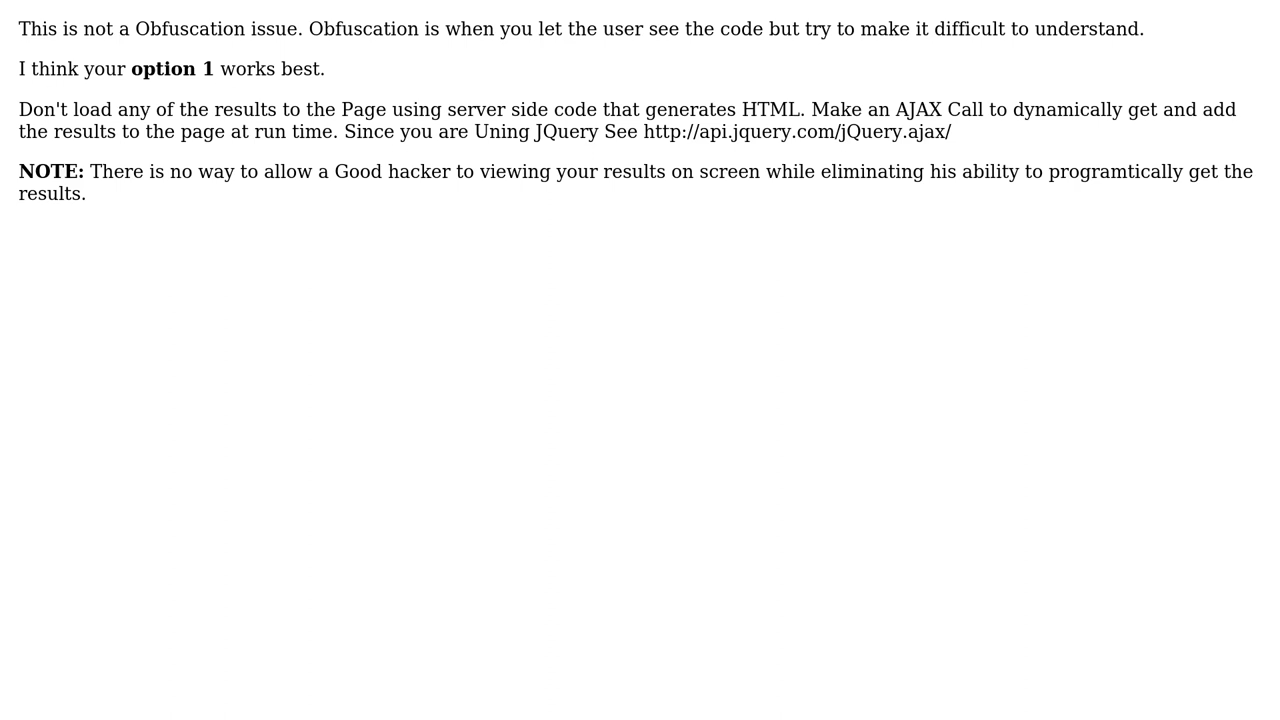 This is not a Obfuscation issue. Obfuscation is when you let the user see the code but try to make it difficult to understand.
I think your option 1 works best.
Don't load any of the results to the Page using server side code that generates HTML. Make an AJAX Call to dynamically get and add
the results to the page at run time. Since you are Uning JQuery See http://api.jquery.com/jQuery.ajax/
NOTE: There is no way to allow a Good hacker to viewing your results on screen while eliminating his ability to programtically get the
results.